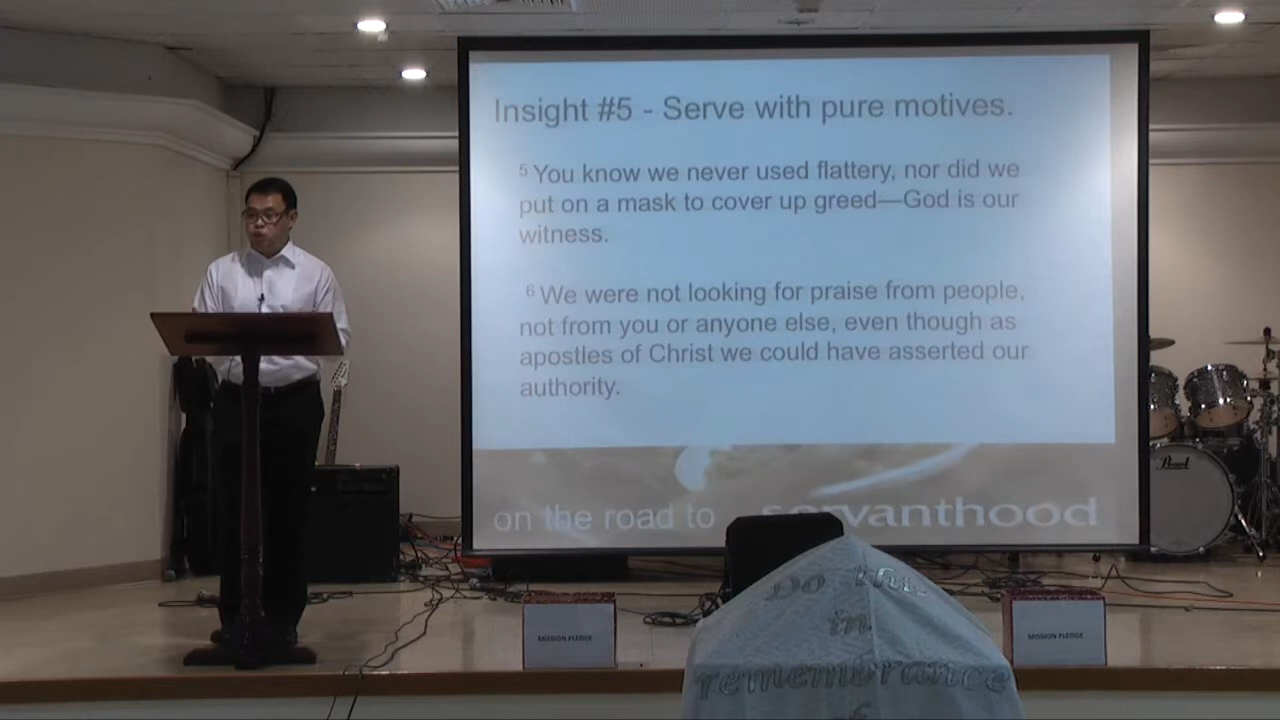 Insight #5 - Serve with pure motives.
5 You know we never used flattery, nor did we
put on a mask to cover up greed—God is our
witness.
6 We were not looking for praise from people,
not from you or anyone else, even though as
apostles of Christ we could have asserted our
authority.
on the road to servanthood
Pearl
MISSION PLEDGE
MISSION PLEDGE
Do this
in
remembrance
of